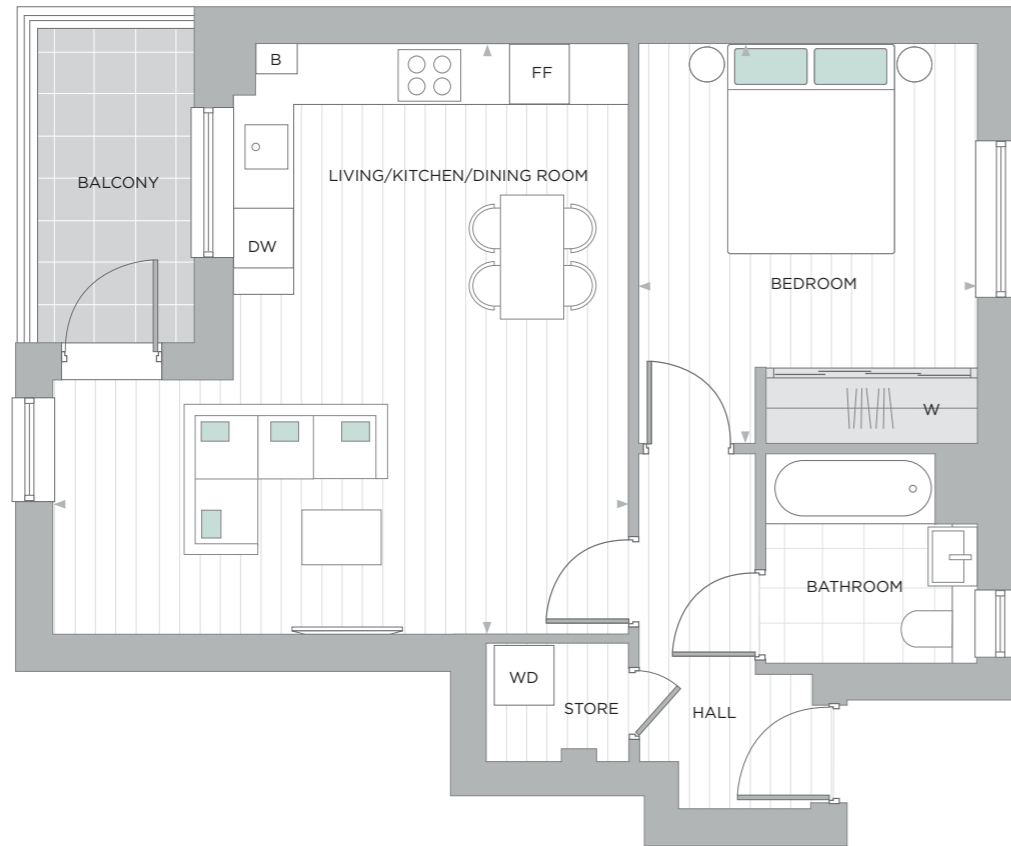 B
FF
LIVING/KITCHEN/DINING ROOM
BALCONY
DW
BEDROOM
W
BATHROOM
WD
STORE
HALL